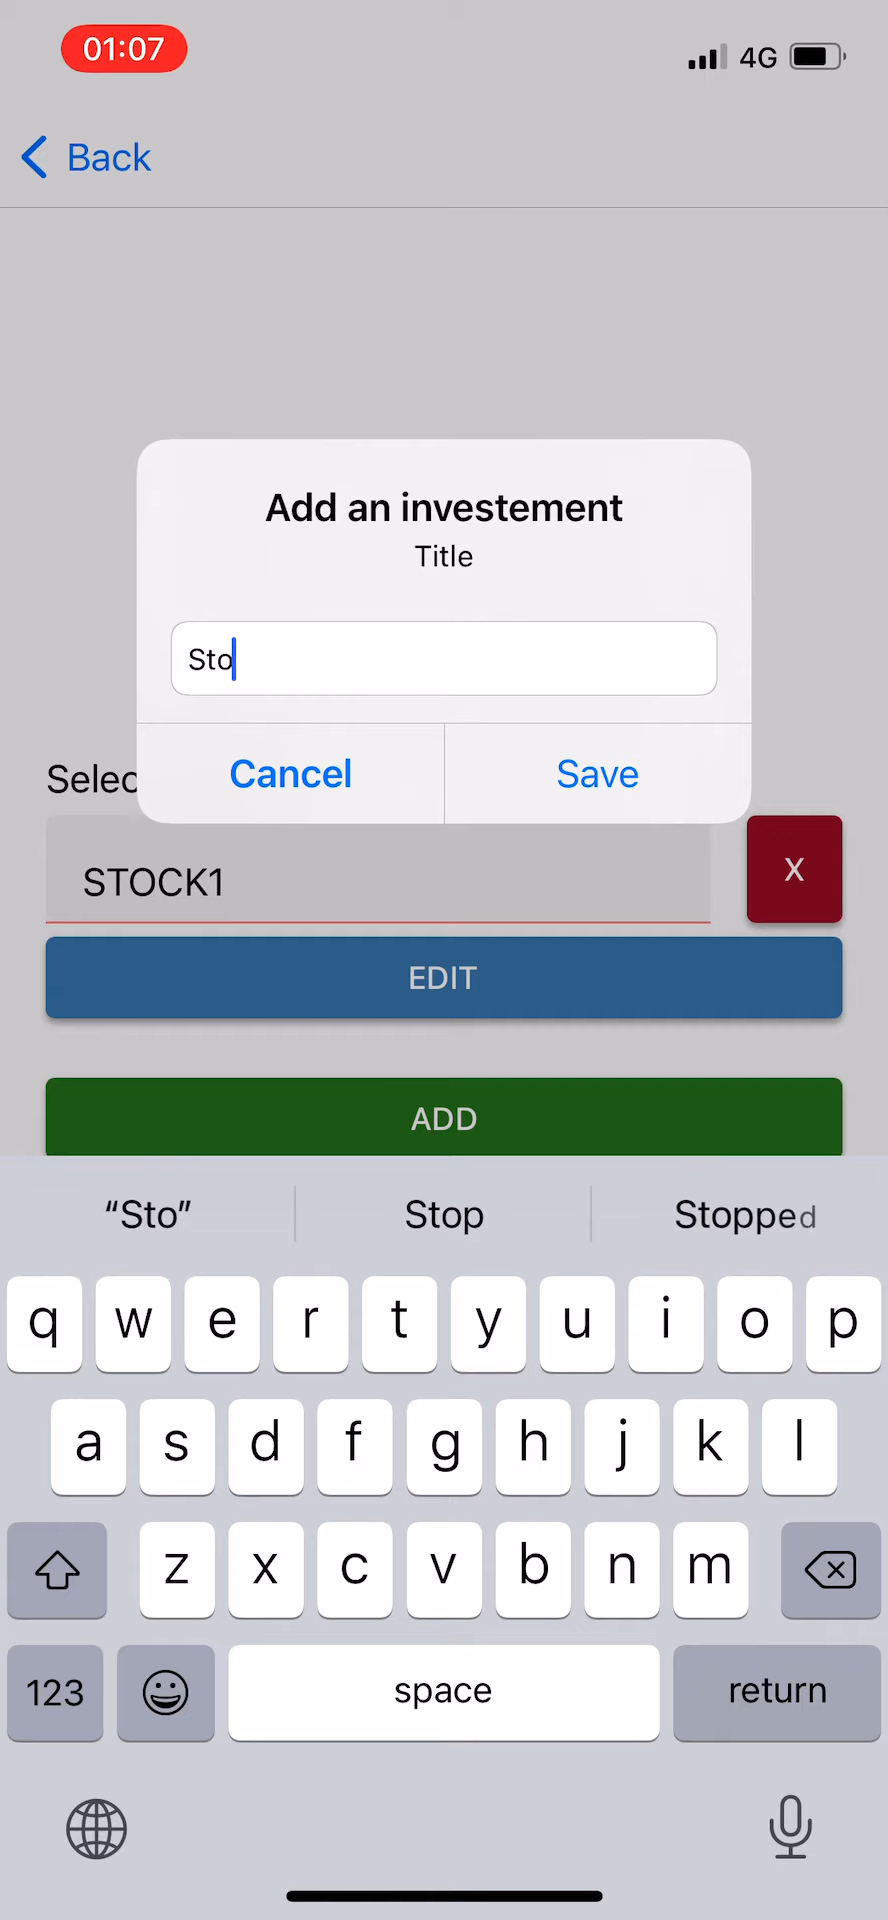 01:07
4G
Back
Add an investement
Title
Sto
Cancel
Save
Selec
STOCK1
X
EDIT
ADD
“Sto”
Stop
Stopped
q w e r t y u i o p
a s d f g h j k l
z x c v b n m
123
space
return